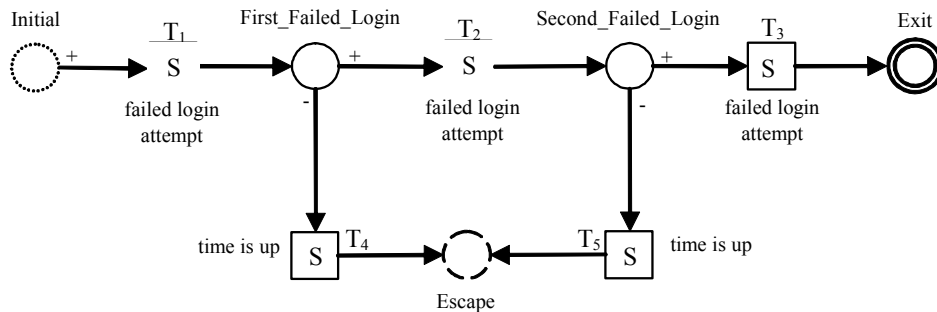 Initial
First_Failed_Login
Second_Failed_Login
Exit
T1
T2
T3
+
S
+
S
+
S
-
-
failed login
attempt
failed login
attempt
failed login
attempt
time is up
S
T4
T5
S
time is up
Escape